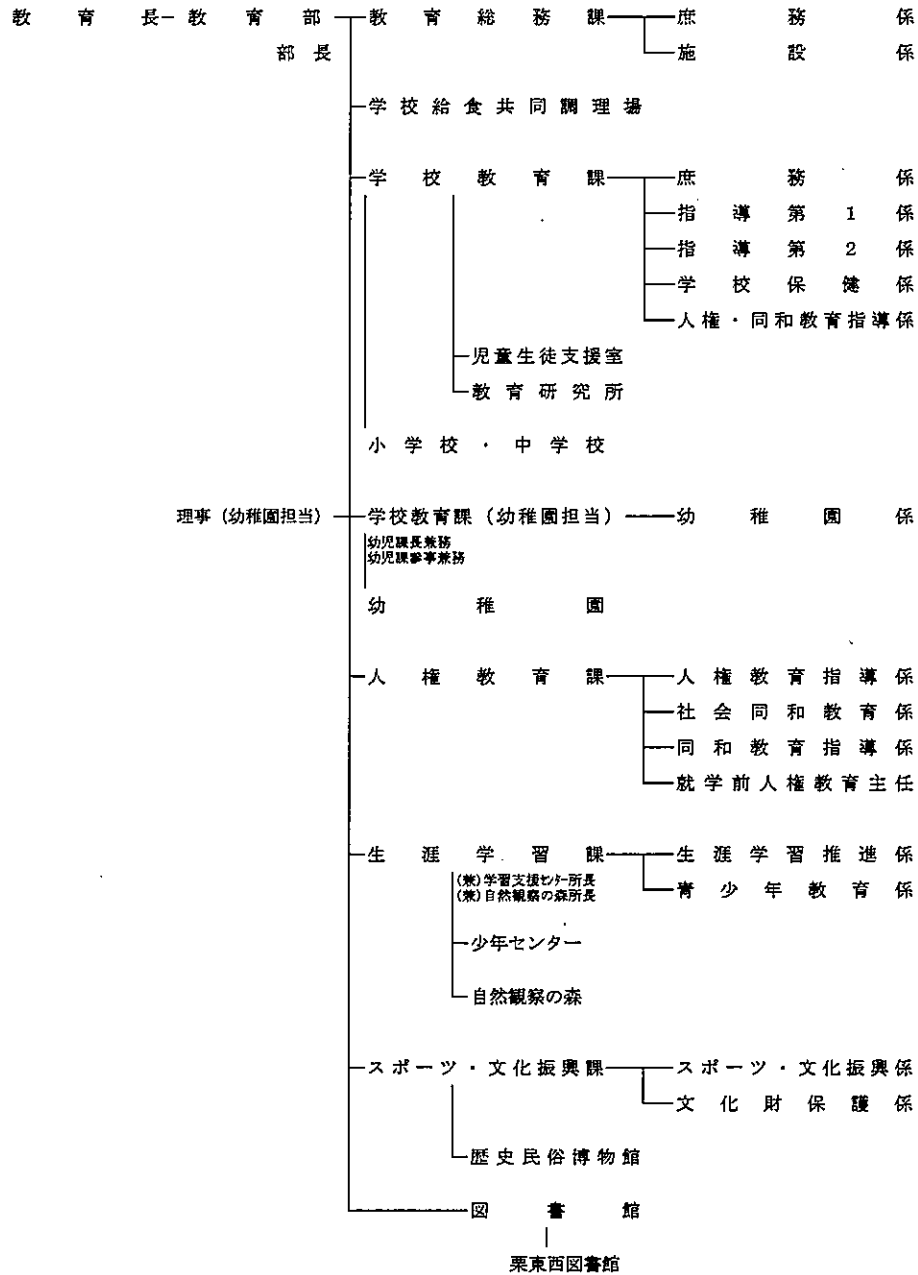 教育長 教育部 教育総務課 庶務係
部長 施設係
学校給食共同調理場
学校教育課 庶務係
指導第1係
指導第2係
学校保健係
人権・同和教育指導係
児童生徒支援室
教育研究所
小学校・中学校
理事(幼稚園担当) 学校教育課(幼稚園担当) 幼稚園係
幼児課長兼務
幼児課参事兼務
幼稚園
人権教育課 人権教育指導係
社会同和教育係
同和教育指導係
就学前人権教育主任
生涯学習課 生涯学習推進係
(兼)学習支援センター所長
(兼)自然観察の森所長 青少年教育係
少年センター
自然観察の森
スポーツ・文化振興課 スポーツ・文化振興係
文化財保護係
歴史民俗博物館
図書館
栗東西図書館